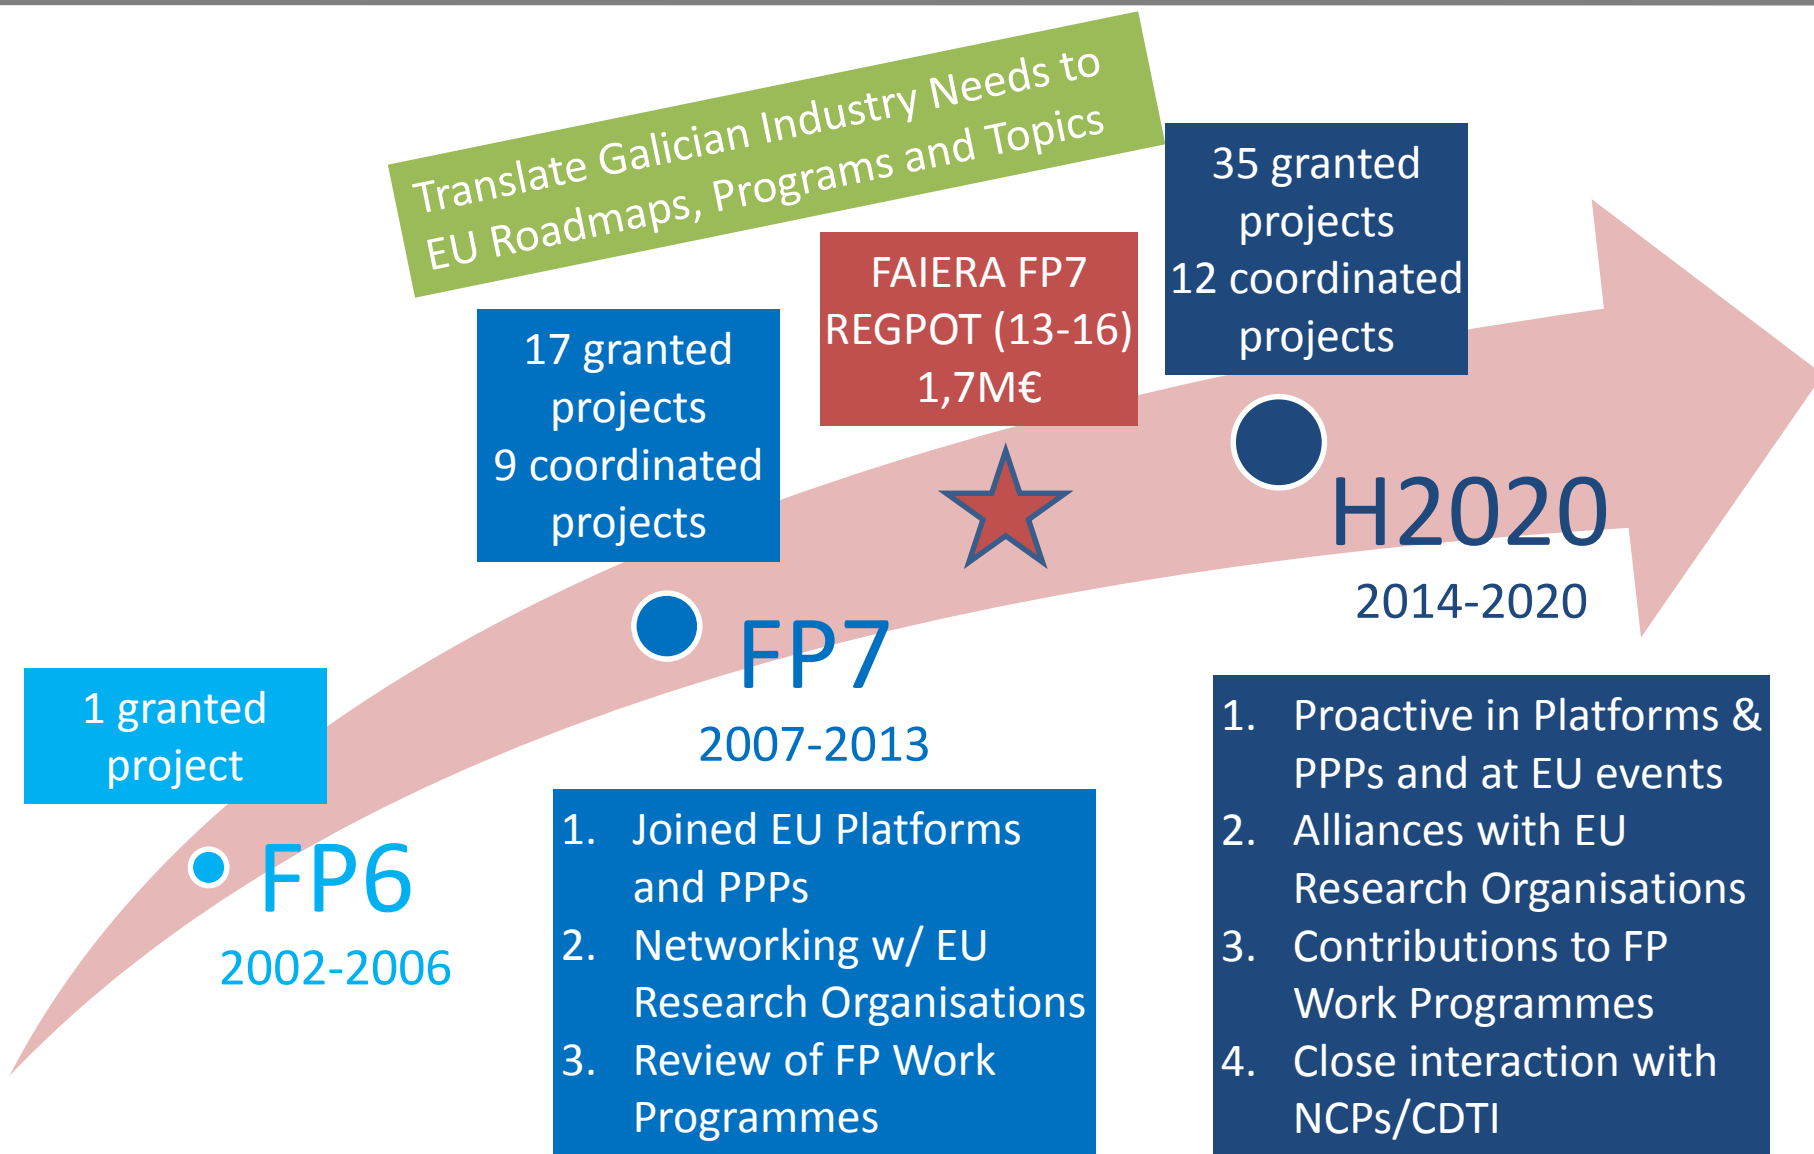 Translate Galician Industry Needs to
EU Roadmaps, Programs and Topics
35 granted
projects
12 coordinated
projects
FAIERA FP7
REGPOT (13-16)
1,7M€
17 granted
projects
9 coordinated
projects
H2020
2014-2020
FP7
2007-2013
1 granted
project
FP6
2002-2006
1. Joined EU Platforms
and PPPs
2. Networking w/ EU
Research Organisations
3. Review of FP Work
Programmes
1. Proactive in Platforms &
PPPs and at EU events
2. Alliances with EU
Research Organisations
3. Contributions to FP
Work Programmes
4. Close interaction with
NCPs/CDTI